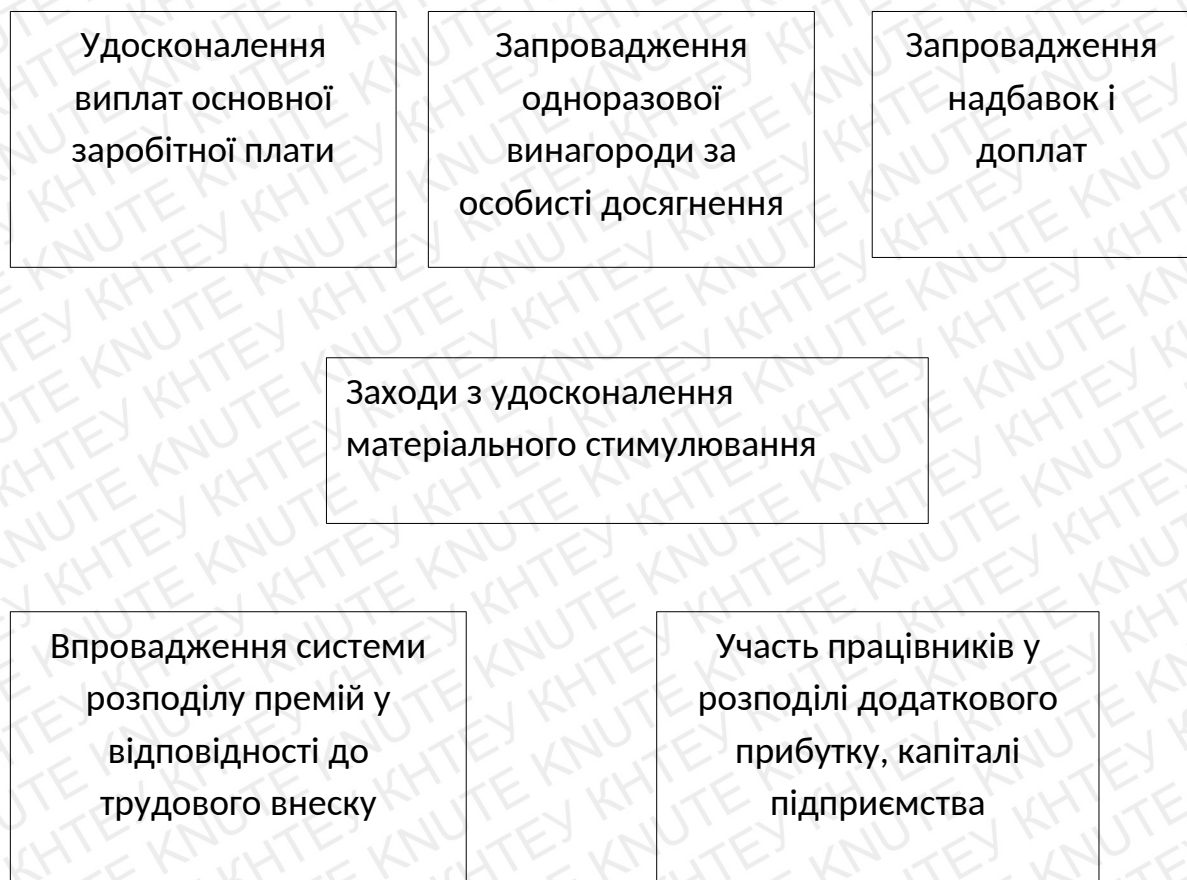 Удосконалення
виплат основної
заробітної плати
Запровадження
одноразової
винагороди за
особисті досягнення
Запровадження
надбавок і
доплат
Заходи з удосконалення
матеріального стимулювання
Впровадження системи
розподілу премій у
відповідності до
трудового внеску
Участь працівників у
розподілі додаткового
прибутку, капіталі
підприємства